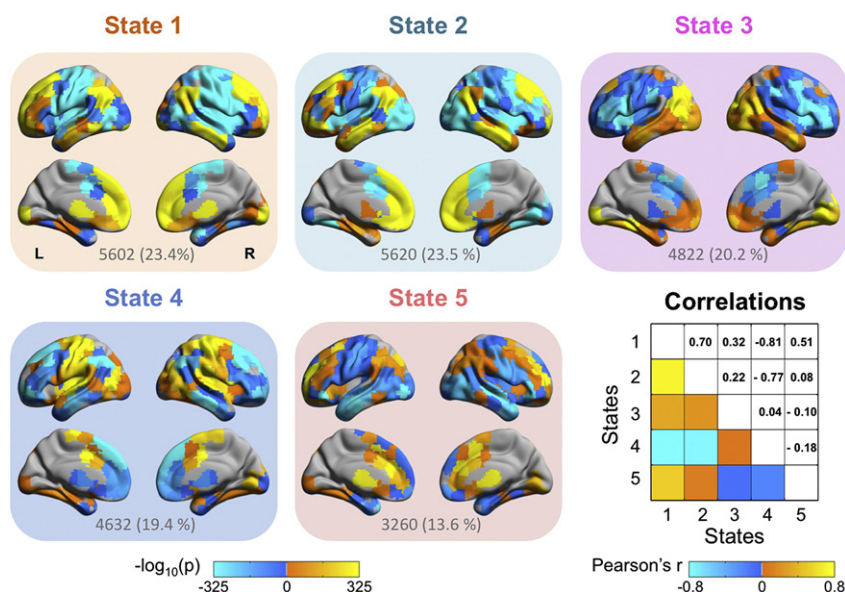 State 1
State 2
State 3
L
R
5602 (23.4%)
5620 (23.5 %)
4822 (20.2 %)
State 4
State 5
4632 (19.4 %)
3260 (13.6 %)
Correlations
States
1 0.70 0.32 -0.81 0.51
2 0.22 - 0.77 0.08
3 0.04 - 0.10
4 - 0.18
5
1 2 3 4 5
States
-log10(p)
-325 0 325
Pearson's r
-0.8 0 0.8